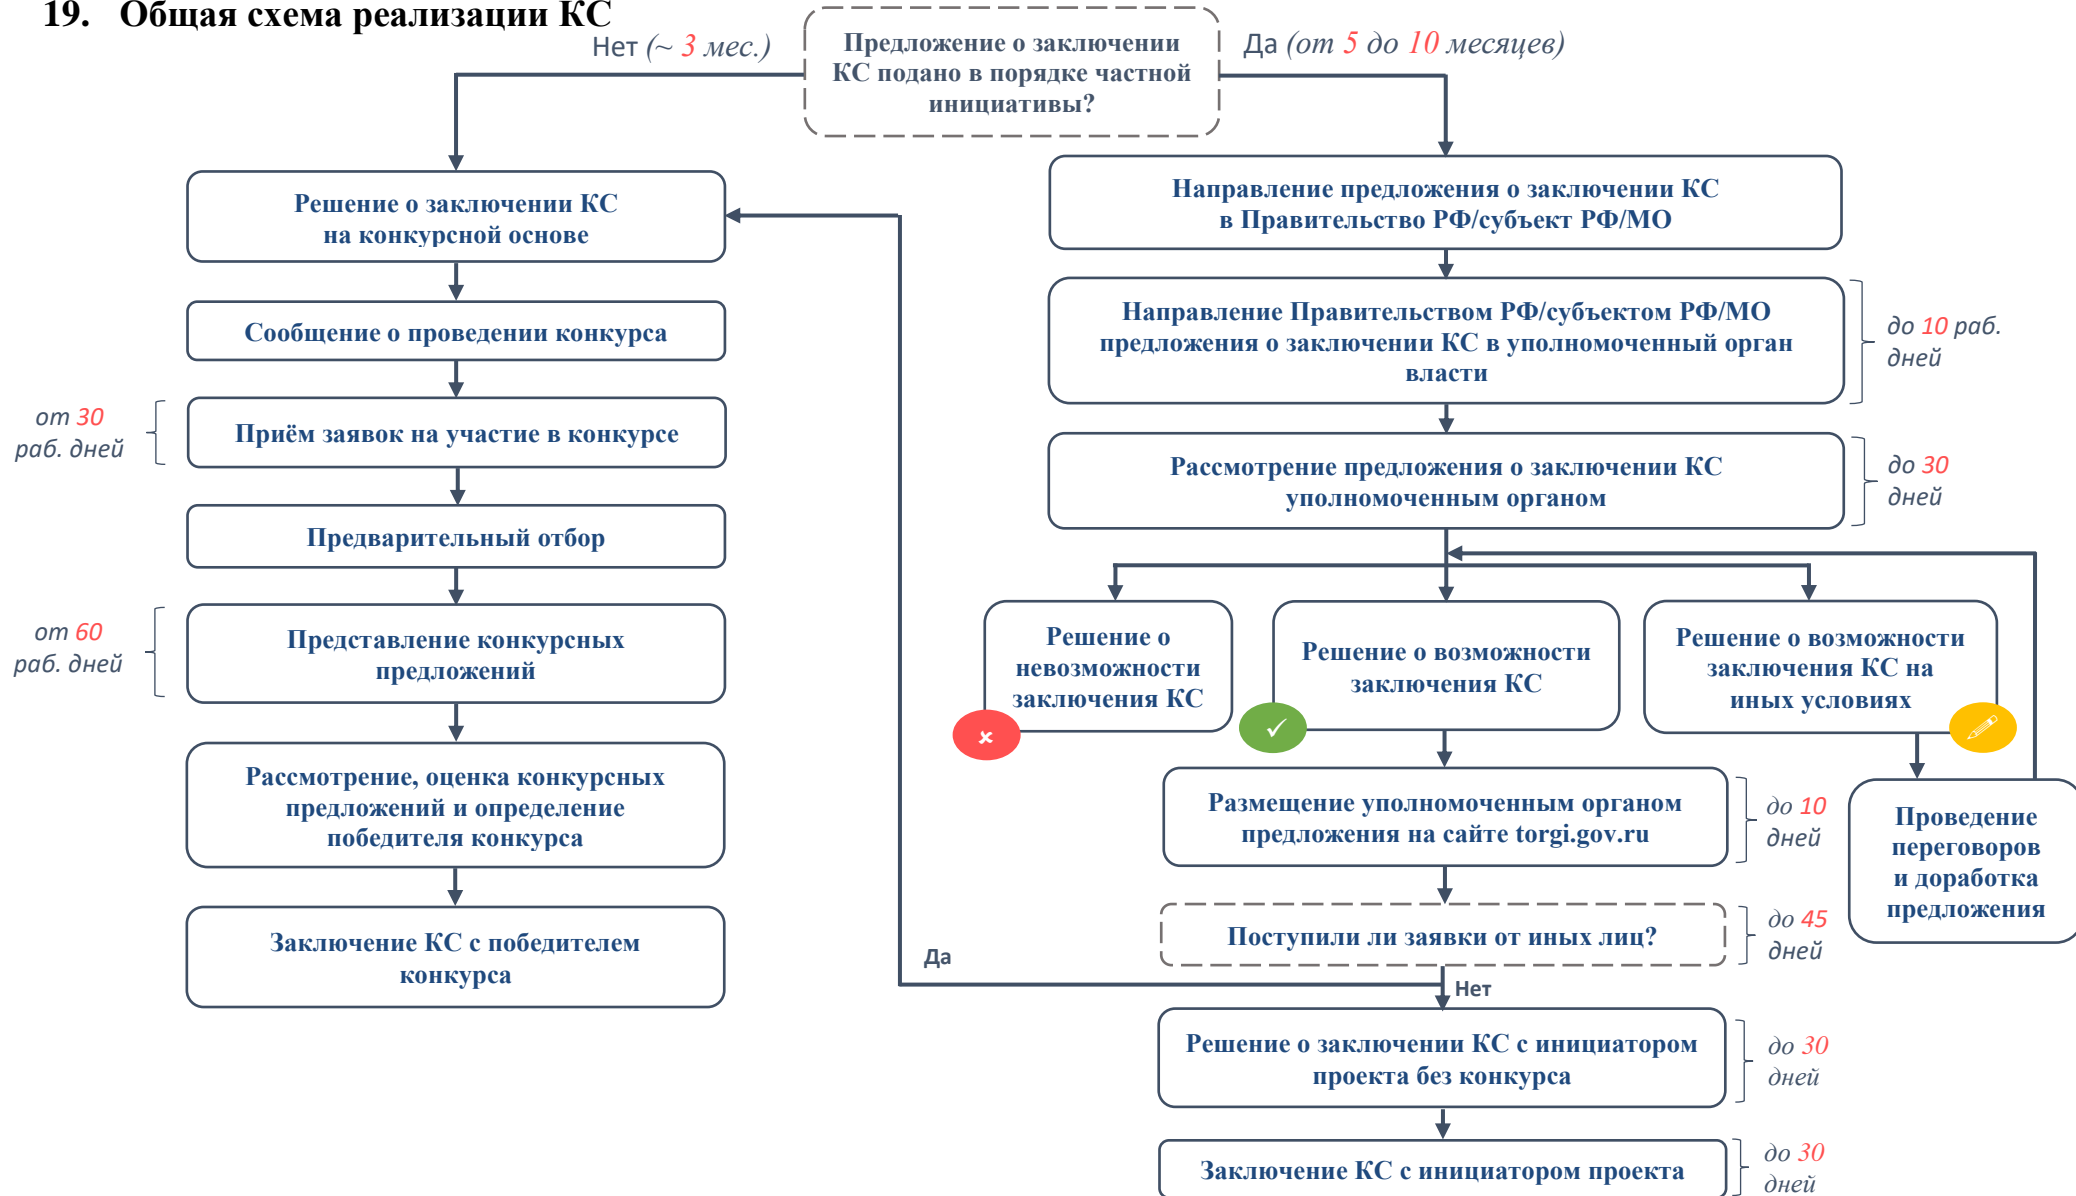 19. Общая схема реализации КС
Нет (~ 3 мес.)
Предложение о заключении
КС подано в порядке частной
инициативы?
Да (от 5 до 10 месяцев)
Решение о заключении КС
на конкурсной основе
Сообщение о проведении конкурса
от 30
раб. дней
Приём заявок на участие в конкурсе
Предварительный отбор
от 60
раб. дней
Представление конкурсных
предложений
Рассмотрение, оценка конкурсных
предложений и определение
победителя конкурса
Заключение КС с победителем
конкурса
Направление предложения о заключении КС
в Правительство РФ/субъект РФ/МО
Направление Правительством РФ/субъектом РФ/МО
предложения о заключении КС в уполномоченный орган
власти
до 10 раб.
дней
Рассмотрение предложения о заключении КС
уполномоченным органом
до 30
дней
Решение о
невозможности
заключения КС
Решение о возможности
заключения КС
Решение о возможности
заключения КС на
иных условиях
Размещение уполномоченным органом
предложения на сайте torgi.gov.ru
до 10
дней
Проведение
переговоров
и доработка
предложения
Поступили ли заявки от иных лиц?
до 45
дней
Да
Нет
Решение о заключении КС с инициатором
проекта без конкурса
до 30
дней
Заключение КС с инициатором проекта
до 30
дней